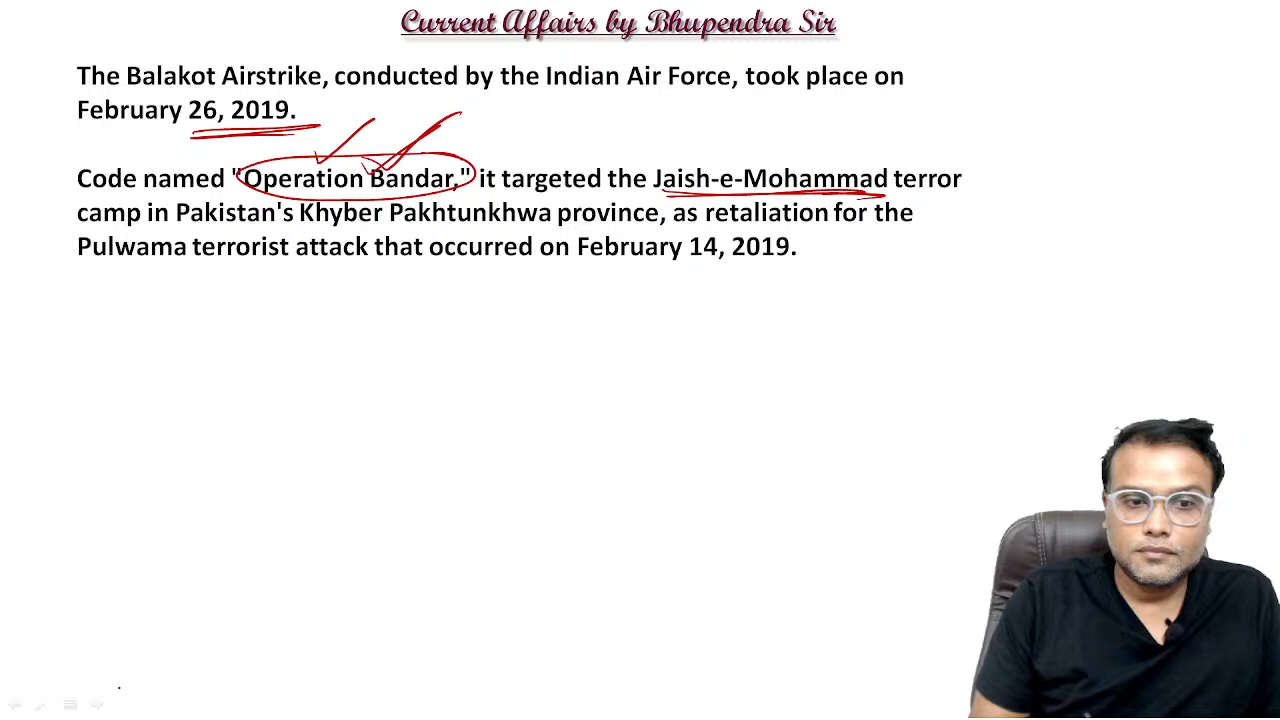 Current Affairs by Bhupendra Sir
The Balakot Airstrike, conducted by the Indian Air Force, took place on
February 26, 2019.
Code named "Operation Bandar," it targeted the Jaish-e-Mohammad terror
camp in Pakistan's Khyber Pakhtunkhwa province, as retaliation for the
Pulwama terrorist attack that occurred on February 14, 2019.